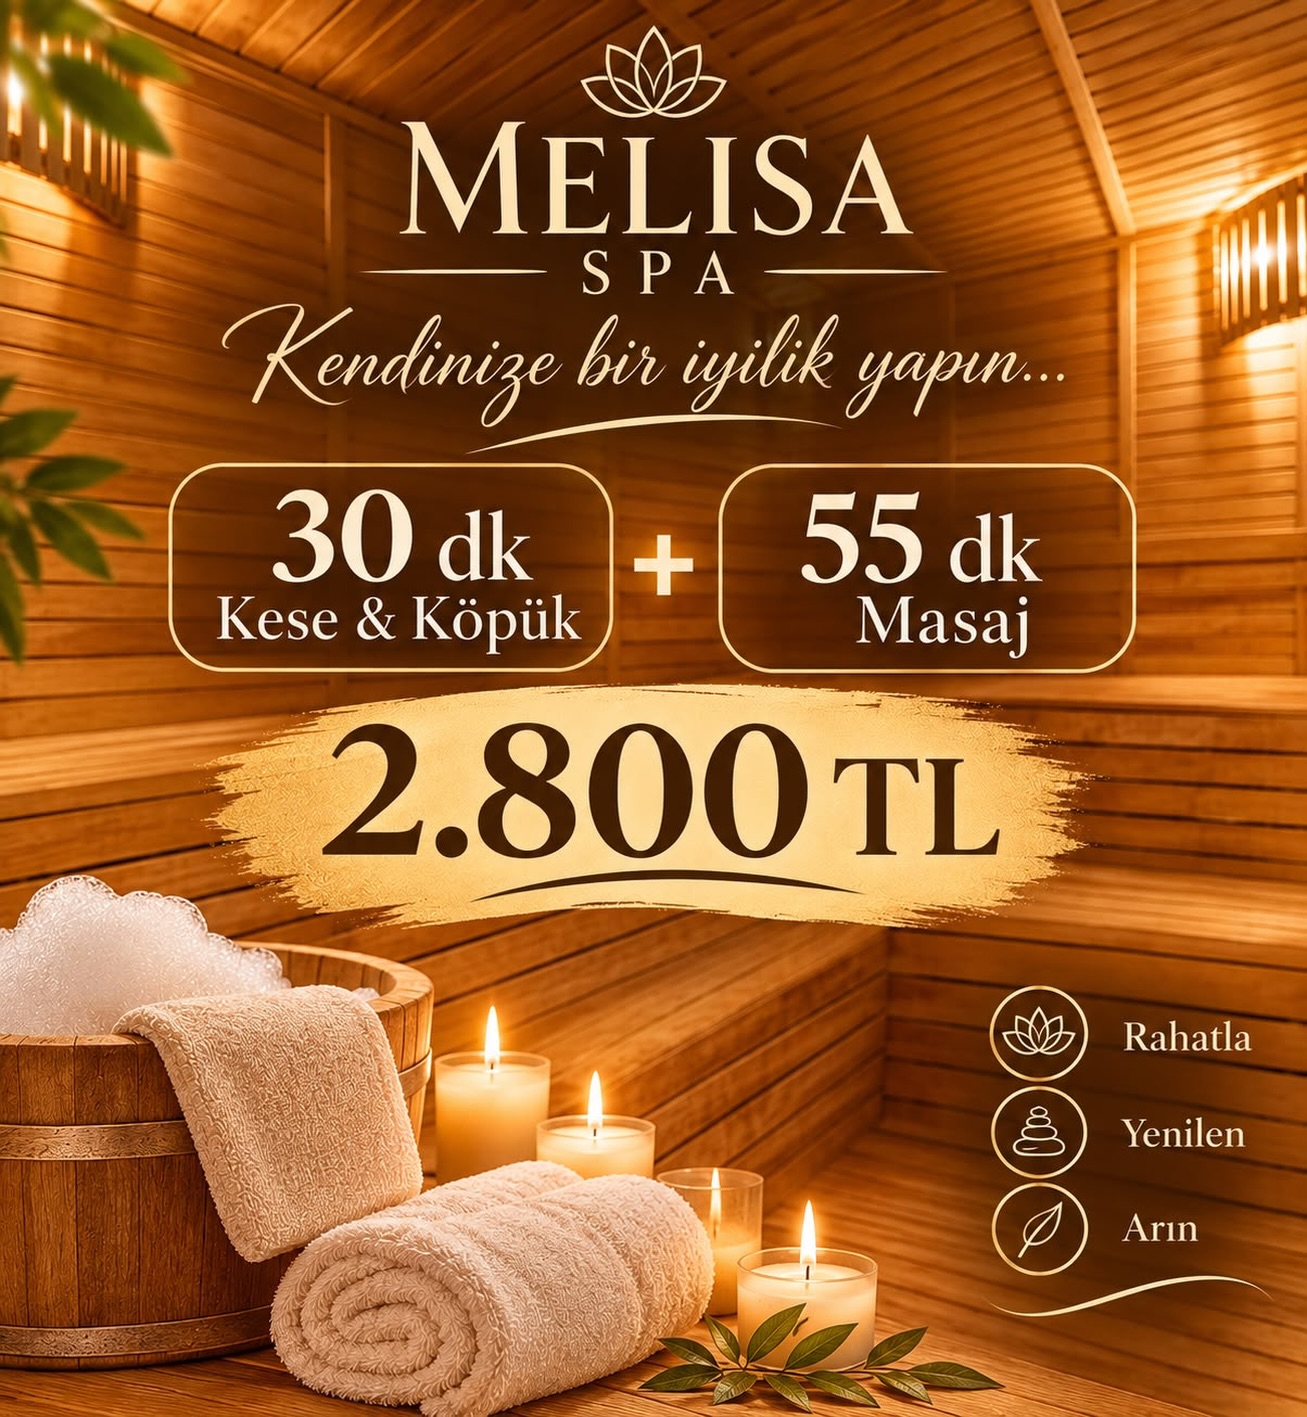 MELISA
SPA
Kendinize bir iyilik yapın...
30 dk
Kese & Köpük
+
55 dk
Masaj
2.800 TL
Rahatla
Yenilen
Arın